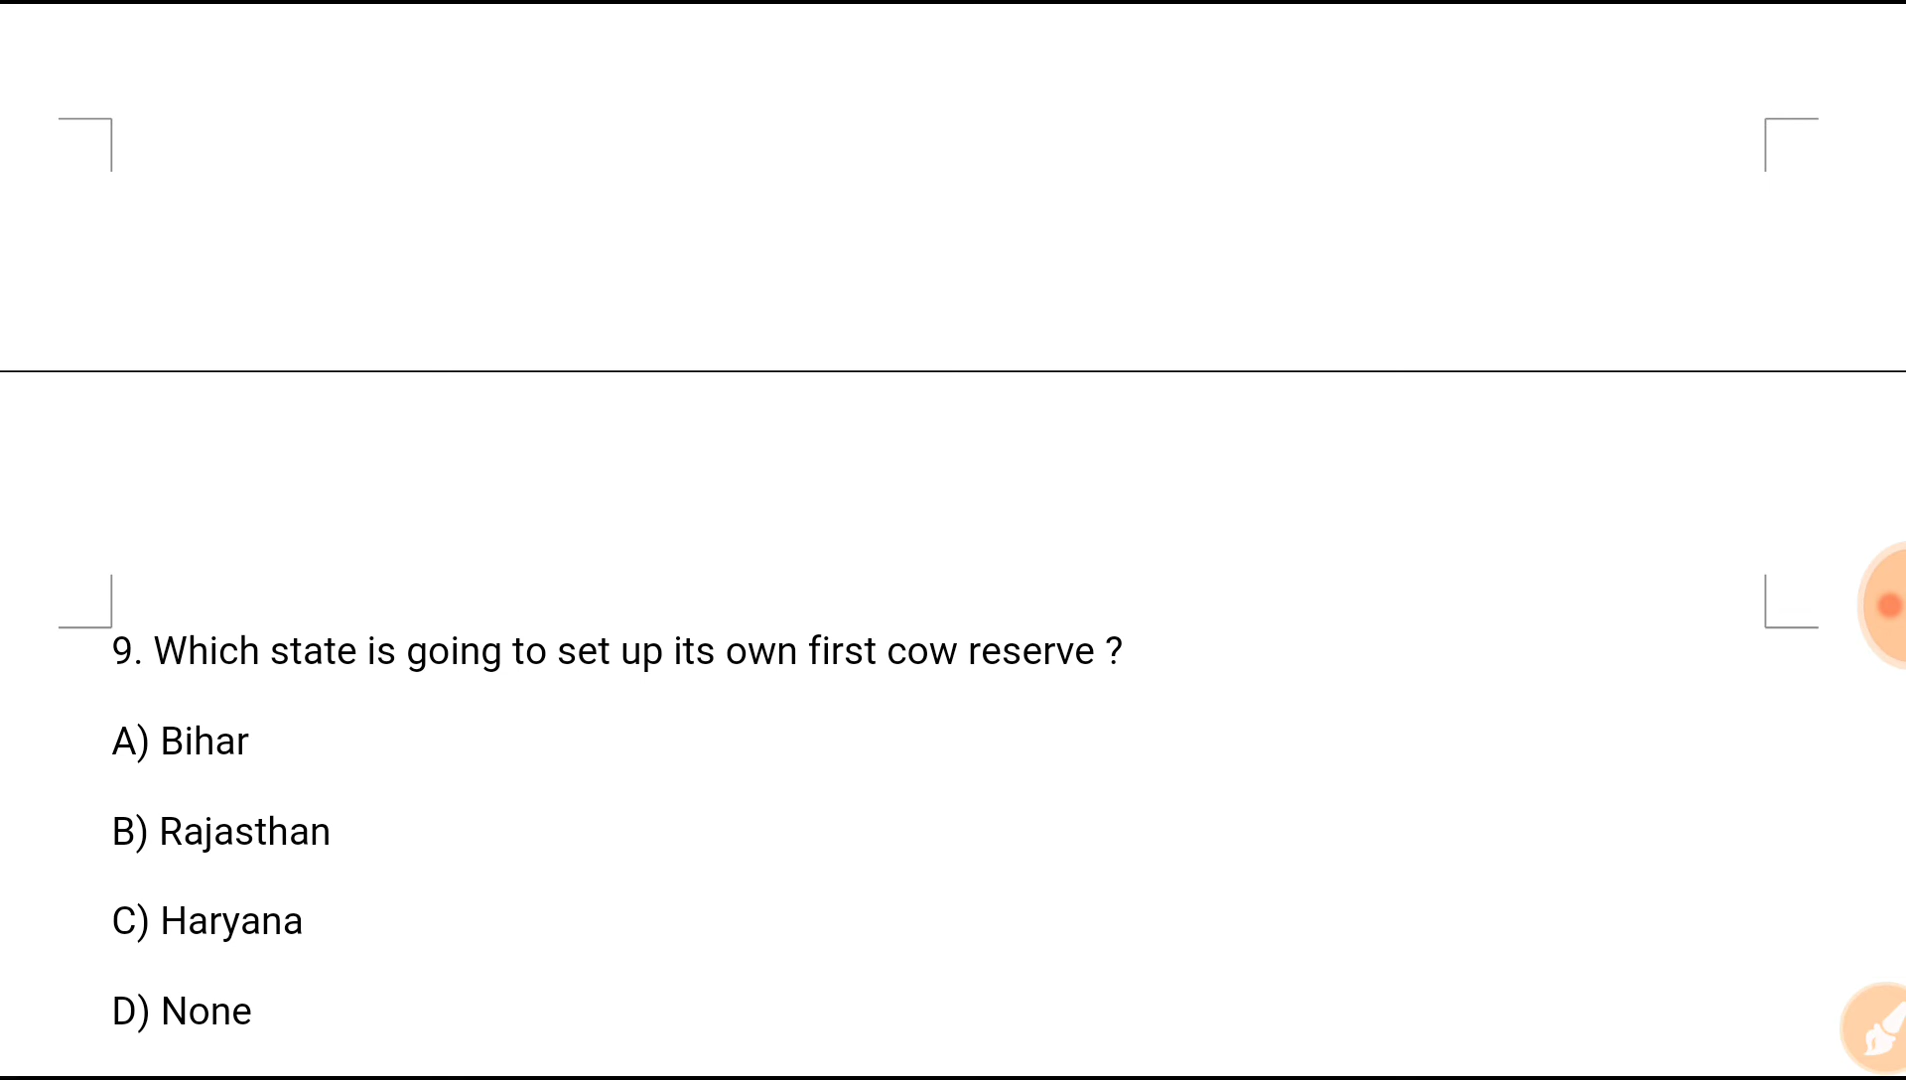 9. Which state is going to set up its own first cow reserve ?
A) Bihar
B) Rajasthan
C) Haryana
D) None